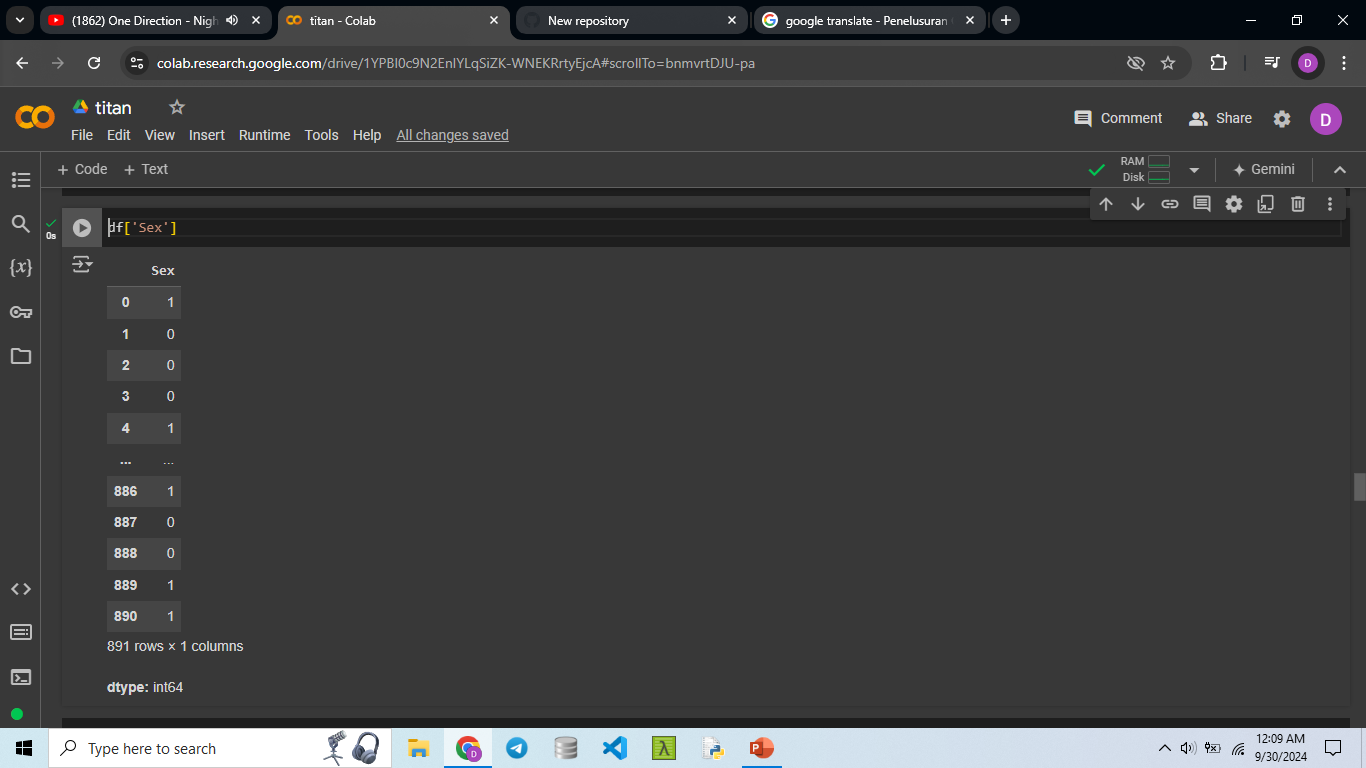 (1862) One Direction - Nigh
titan - Colab
New repository
google translate - Penelusuran
colab.research.google.com/drive/1YPBI0c9N2EnIYLqSiZK-WNEKRrtyEjcA#scrollTo=bnmvrtDJU-pa
D
titan
File Edit View Insert Runtime Tools Help All changes saved
Comment Share D
+ Code + Text
RAM
Disk
Gemini
0s
df['Sex']
Sex
0 1
1 0
2 0
3 0
4 1
... ...
886 1
887 0
888 0
889 1
890 1
891 rows × 1 columns
dtype: int64
Type here to search
12:09 AM
9/30/2024